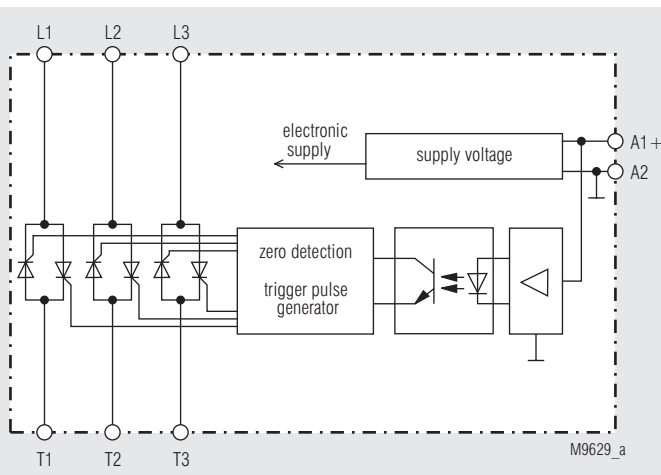 L1 L2 L3
electronic
supply
supply voltage
A1+
A2
zero detection
trigger pulse
generator
T1 T2 T3
M9629_a